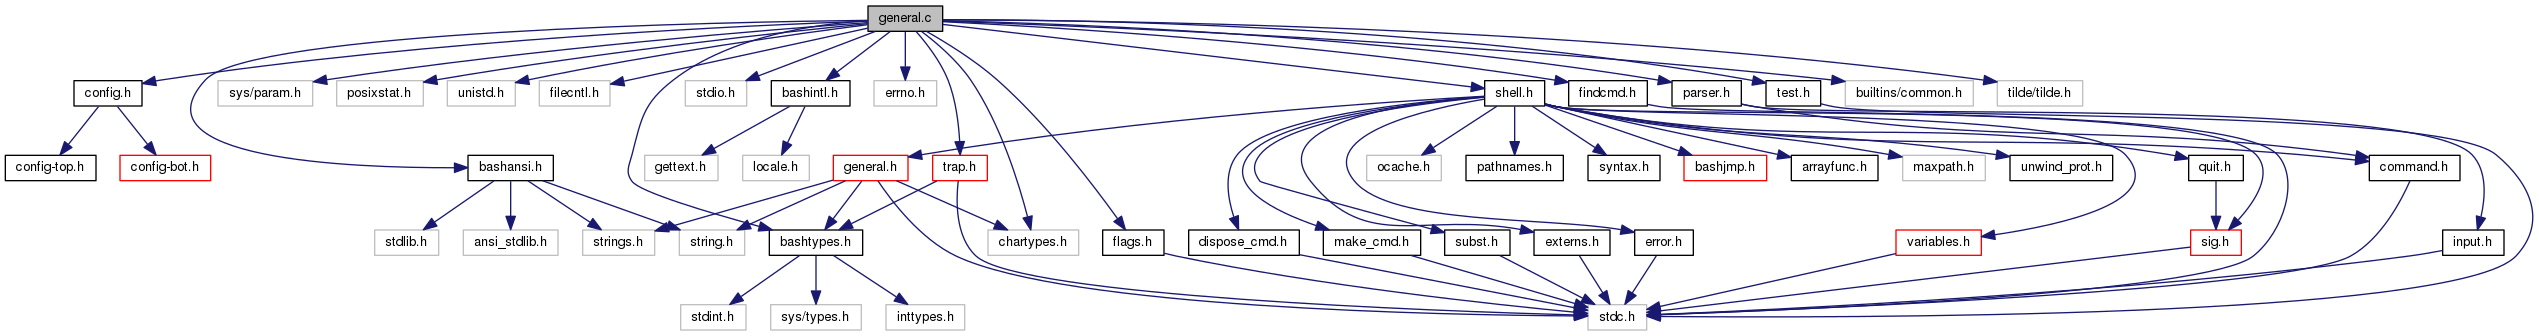 general.c
config.h
sys/param.h
posixstat.h
unistd.h
filecntl.h
stdio.h
bashintl.h
errno.h
shell.h
findcmd.h
parser.h
test.h
builtins/common.h
tilde/tilde.h
config-top.h
config-bot.h
bashansi.h
gettext.h
locale.h
general.h
trap.h
ocache.h
pathnames.h
syntax.h
bashjmp.h
arrayfunc.h
maxpath.h
unwind_prot.h
quit.h
command.h
stdlib.h
ansi_stdlib.h
strings.h
string.h
bashtypes.h
chartypes.h
flags.h
dispose_cmd.h
make_cmd.h
subst.h
externs.h
error.h
variables.h
sig.h
input.h
stdint.h
sys/types.h
inttypes.h
stdc.h